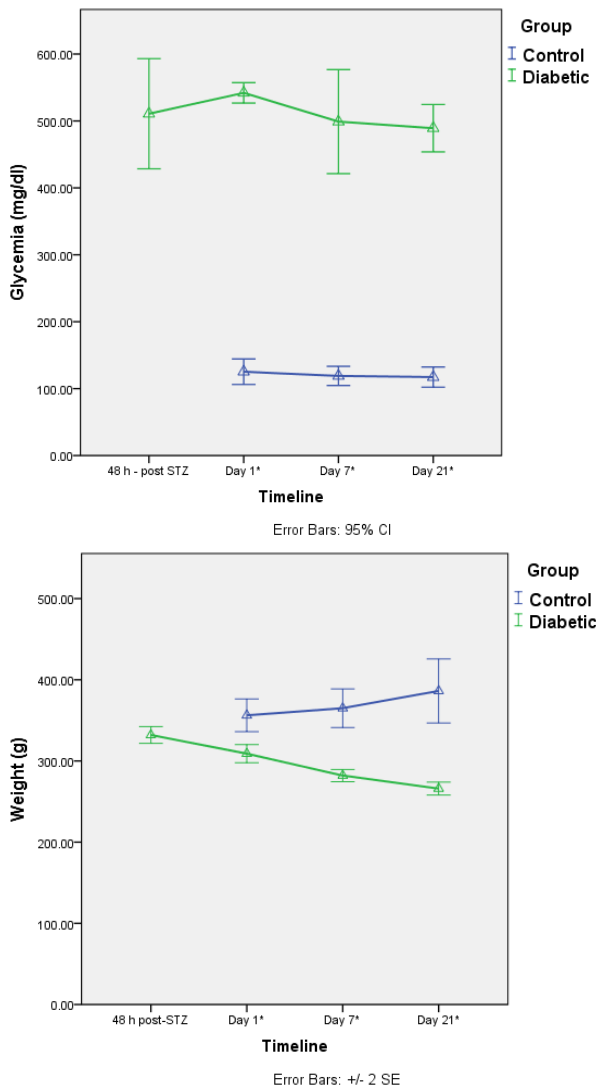 Group
Control
Diabetic
600.00
500.00
400.00
300.00
200.00
100.00
0.00
Glycemia (mg/dl)
48 h - post STZ Day 1* Day 7* Day 21*
Timeline
Error Bars: 95% CI
Group
Control
Diabetic
500.00
400.00
300.00
200.00
100.00
0.00
Weight (g)
48 h post-STZ Day 1* Day 7* Day 21*
Timeline
Error Bars: +/- 2 SE